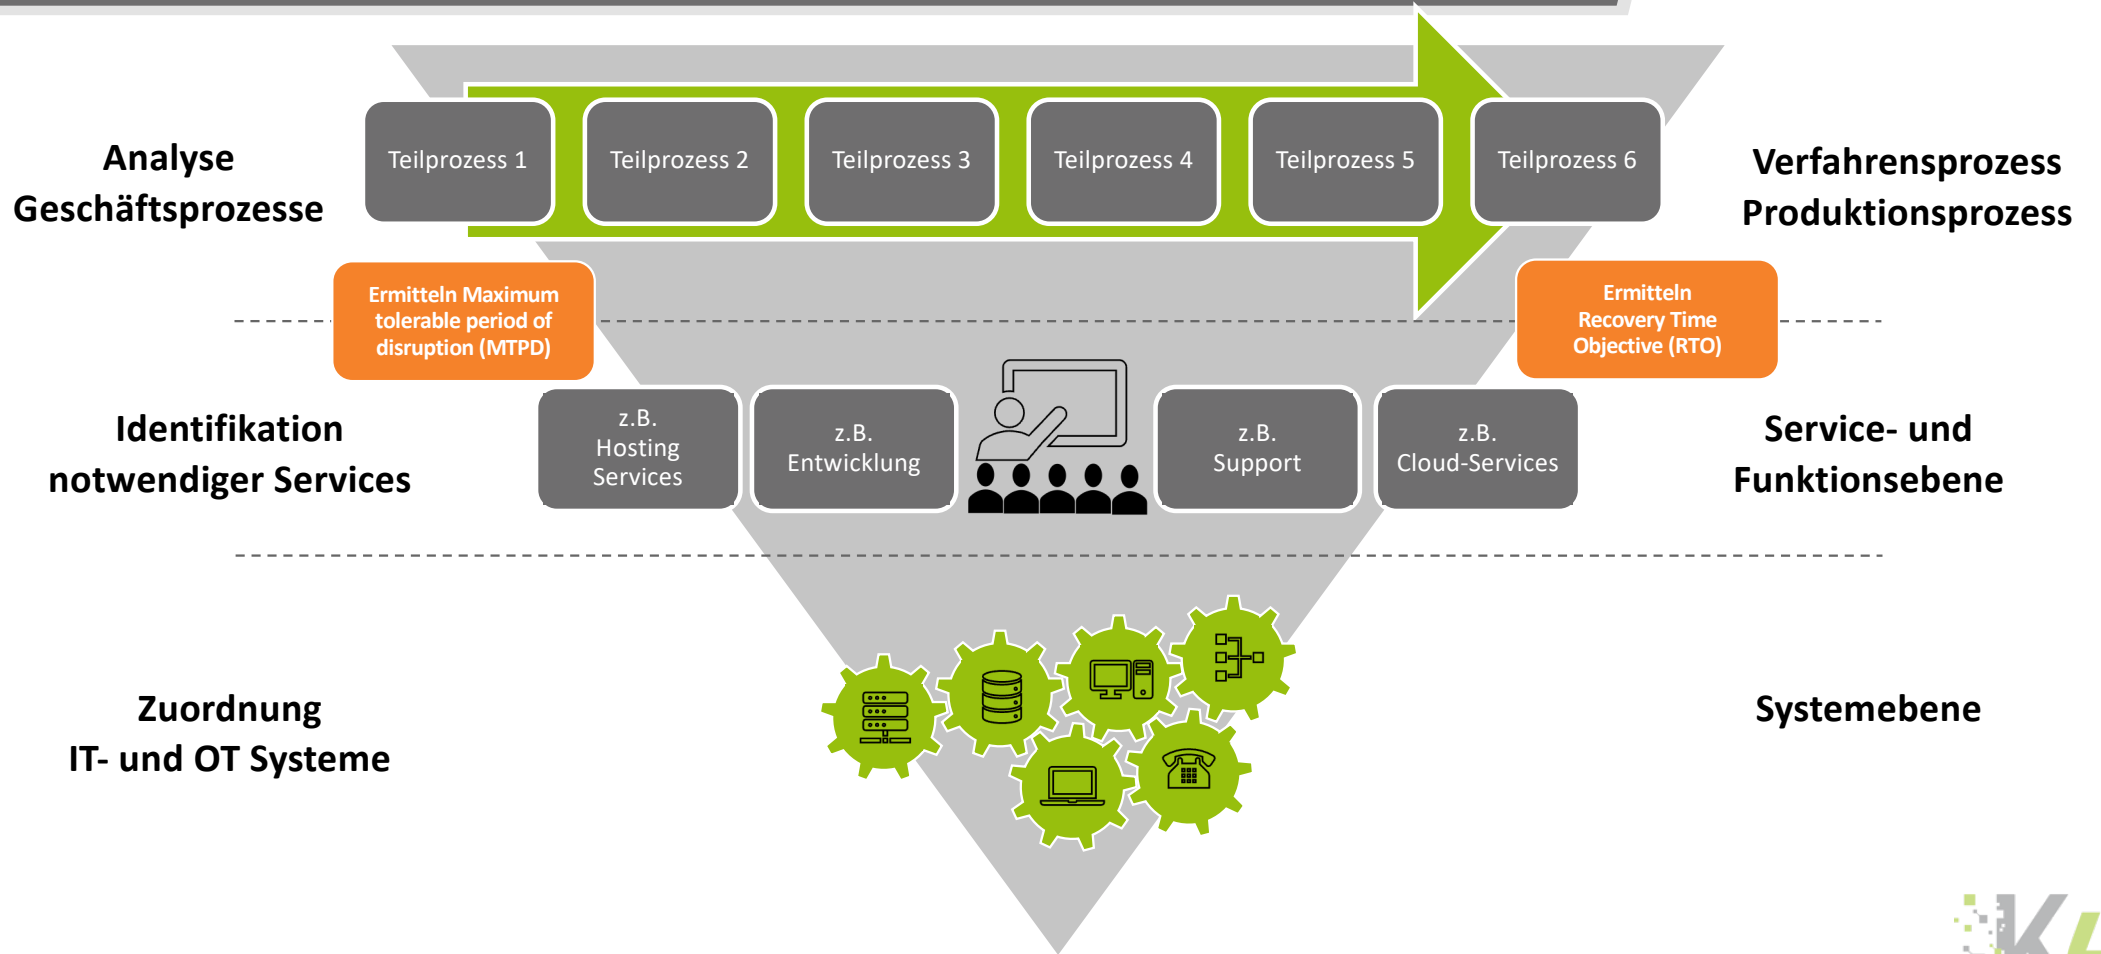 Analyse
Geschäftsprozesse
Teilprozess 1
Teilprozess 2
Teilprozess 3
Teilprozess 4
Teilprozess 5
Teilprozess 6
Verfahrensprozess
Produktionsprozess
Ermitteln Maximum
tolerable period of
disruption (MTPD)
Ermitteln
Recovery Time
Objective (RTO)
Identifikation
notwendiger Services
z.B.
Hosting
Services
z.B.
Entwicklung
z.B.
Support
z.B.
Cloud-Services
Service- und
Funktionsebene
Zuordnung
IT- und OT Systeme
Systemebene